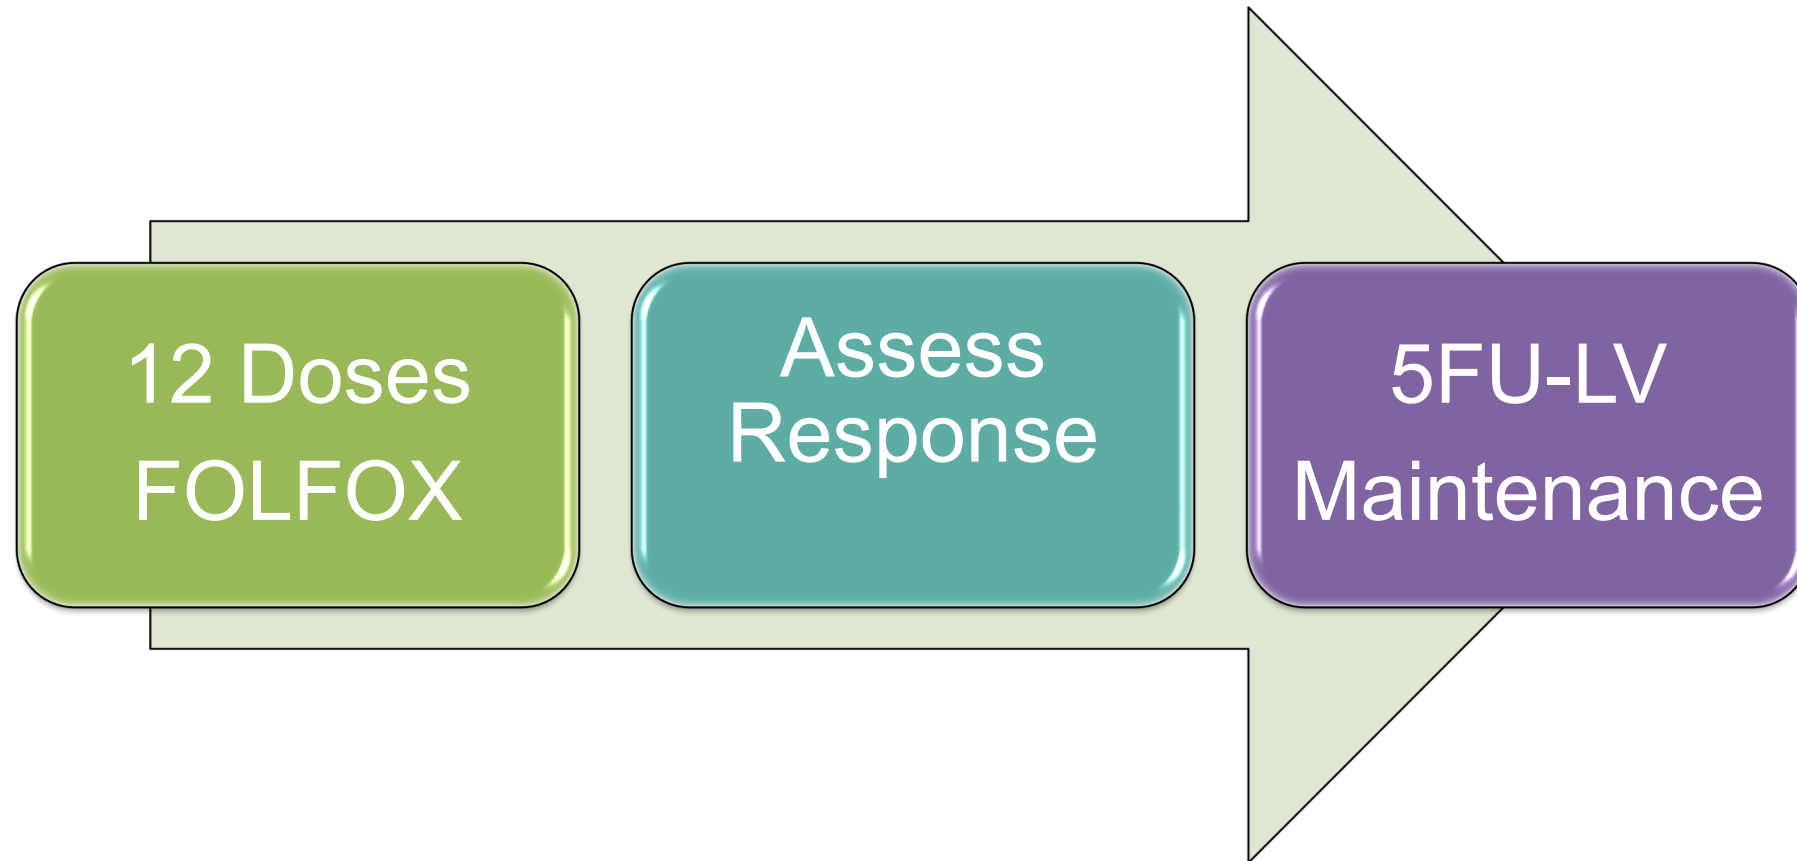 12 Doses
FOLFOX
Assess
Response
5FU-LV
Maintenance